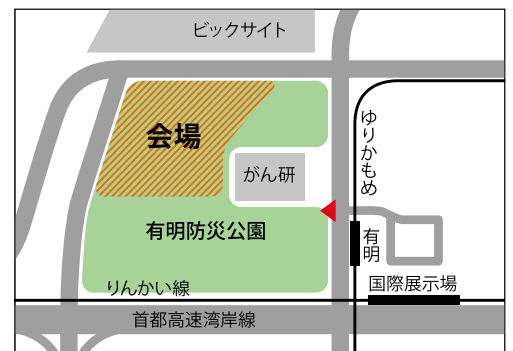 ビックサイト
会場
ゆりかもめ
がん研
有明防災公園
有明
りんかい線
国際展示場
首都高速湾岸線